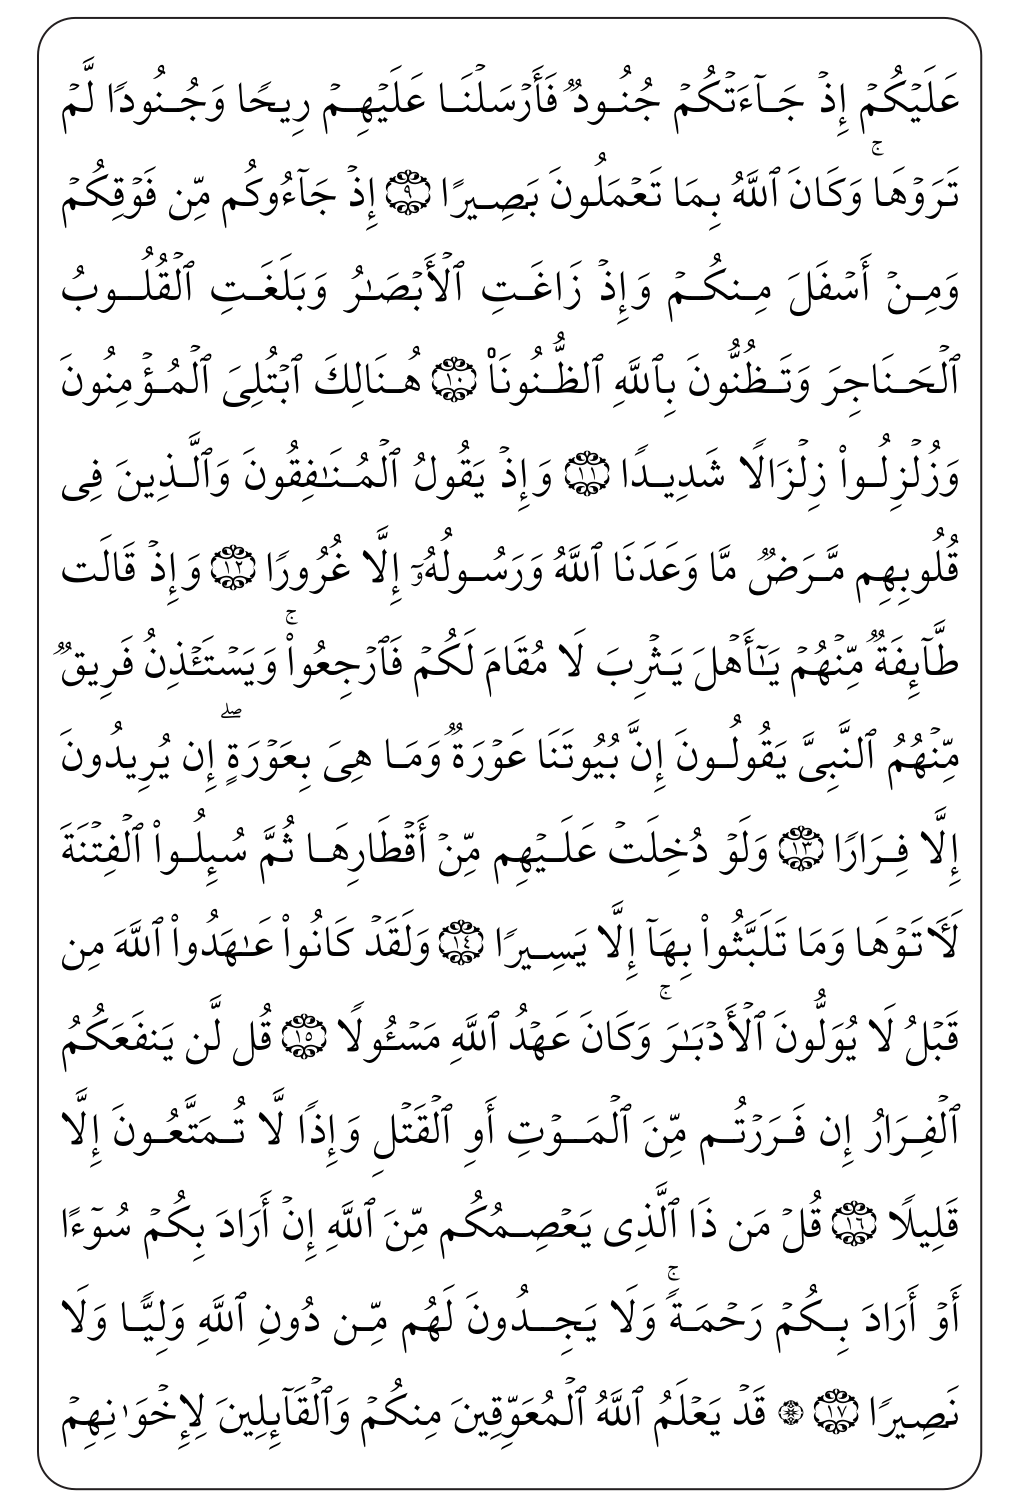 عَلَيۡكُمۡ إِذۡ جَآءَتۡكُمۡ جُنُودٞ فَأَرۡسَلۡنَا عَلَيۡهِمۡ رِيحٗا وَجُنُودٗا لَّمۡ
تَرَوۡهَاۚ وَكَانَ ٱللَّهُ بِمَا تَعۡمَلُونَ بَصِيرًا ٩ إِذۡ جَآءُوكُم مِّن فَوۡقِكُمۡ
وَمِنۡ أَسۡفَلَ مِنكُمۡ وَإِذۡ زَاغَتِ ٱلۡأَبۡصَٰرُ وَبَلَغَتِ ٱلۡقُلُوبُ
ٱلۡحَنَاجِرَ وَتَظُنُّونَ بِٱللَّهِ ٱلظُّنُونَا۠ ١٠ هُنَالِكَ ٱبۡتُلِيَ ٱلۡمُؤۡمِنُونَ
وَزُلۡزِلُواْ زِلۡزَالٗا شَدِيدٗا ١١ وَإِذۡ يَقُولُ ٱلۡمُنَٰفِقُونَ وَٱلَّذِينَ فِي
قُلُوبِهِم مَّرَضٞ مَّا وَعَدَنَا ٱللَّهُ وَرَسُولُهُۥٓ إِلَّا غُرُورٗا ١٢ وَإِذۡ قَالَت
طَّآئِفَةٞ مِّنۡهُمۡ يَٰٓأَهۡلَ يَثۡرِبَ لَا مُقَامَ لَكُمۡ فَٱرۡجِعُواْۚ وَيَسۡتَـٔۡذِنُ فَرِيقٞ
مِّنۡهُمُ ٱلنَّبِيَّ يَقُولُونَ إِنَّ بُيُوتَنَا عَوۡرَةٞ وَمَا هِيَ بِعَوۡرَةٍۖ إِن يُرِيدُونَ
إِلَّا فِرَارٗا ١٣ وَلَوۡ دُخِلَتۡ عَلَيۡهِم مِّنۡ أَقۡطَارِهَا ثُمَّ سُئِلُواْ ٱلۡفِتۡنَةَ
لَأٓتَوۡهَا وَمَا تَلَبَّثُواْ بِهَآ إِلَّا يَسِيرٗا ١٤ وَلَقَدۡ كَانُواْ عَٰهَدُواْ ٱللَّهَ مِن
قَبۡلُ لَا يُوَلُّونَ ٱلۡأَدۡبَٰرَۚ وَكَانَ عَهۡدُ ٱللَّهِ مَسۡـُٔولٗا ١٥ قُل لَّن يَنفَعَكُمُ
ٱلۡفِرَارُ إِن فَرَرۡتُم مِّنَ ٱلۡمَوۡتِ أَوِ ٱلۡقَتۡلِ وَإِذٗا لَّا تُمَتَّعُونَ إِلَّا
قَلِيلٗا ١٦ قُلۡ مَن ذَا ٱلَّذِي يَعۡصِمُكُم مِّنَ ٱللَّهِ إِنۡ أَرَادَ بِكُمۡ سُوٓءًا
أَوۡ أَرَادَ بِكُمۡ رَحۡمَةٗۚ وَلَا يَجِدُونَ لَهُم مِّن دُونِ ٱللَّهِ وَلِيّٗا وَلَا
نَصِيرٗا ١٧ ۞ قَدۡ يَعۡلَمُ ٱللَّهُ ٱلۡمُعَوِّقِينَ مِنكُمۡ وَٱلۡقَآئِلِينَ لِإِخۡوَٰنِهِمۡ